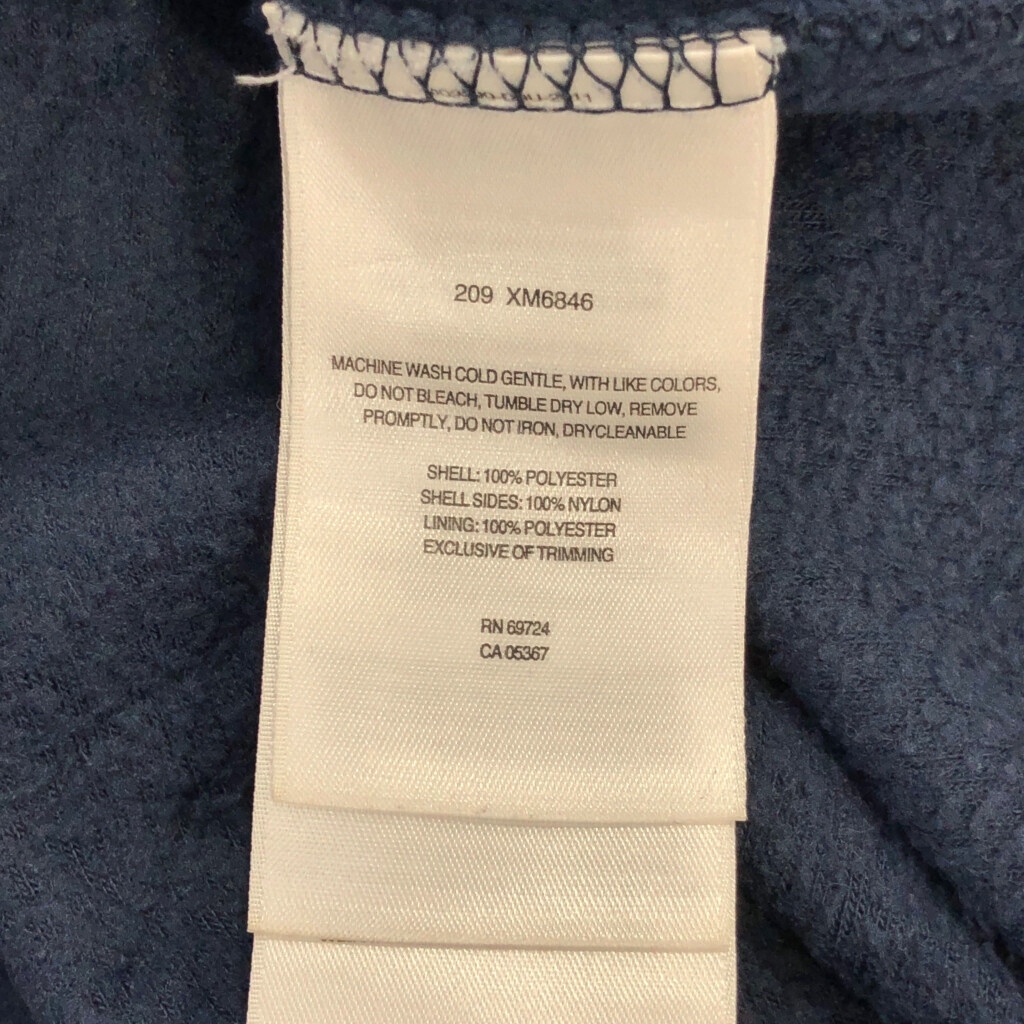 209 XM6846
MACHINE WASH COLD GENTLE, WITH LIKE COLORS,
DO NOT BLEACH, TUMBLE DRY LOW, REMOVE
PROMPTLY, DO NOT IRON, DRYCLEANABLE
SHELL: 100% POLYESTER
SHELL SIDES: 100% NYLON
LINING: 100% POLYESTER
EXCLUSIVE OF TRIMMING
RN 69724
CA 05367